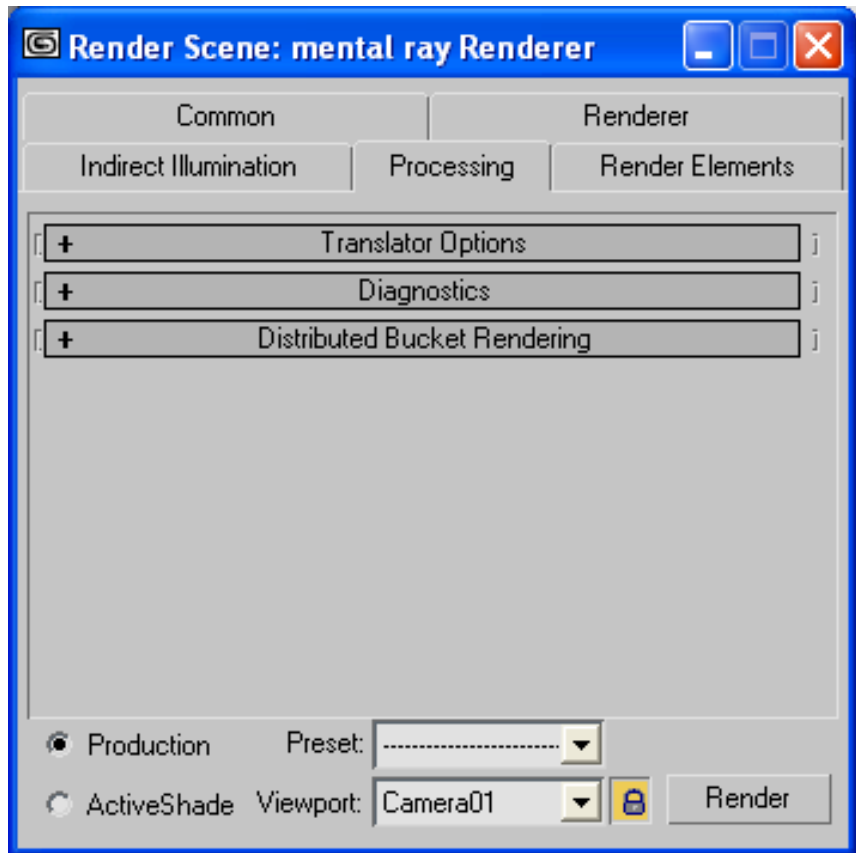 Render Scene: mental ray Renderer
Common Renderer
Indirect Illumination Processing Render Elements
+ Translator Options
+ Diagnostics
+ Distributed Bucket Rendering
Production Preset: -----------------------
ActiveShade Viewport: Camera01 Render